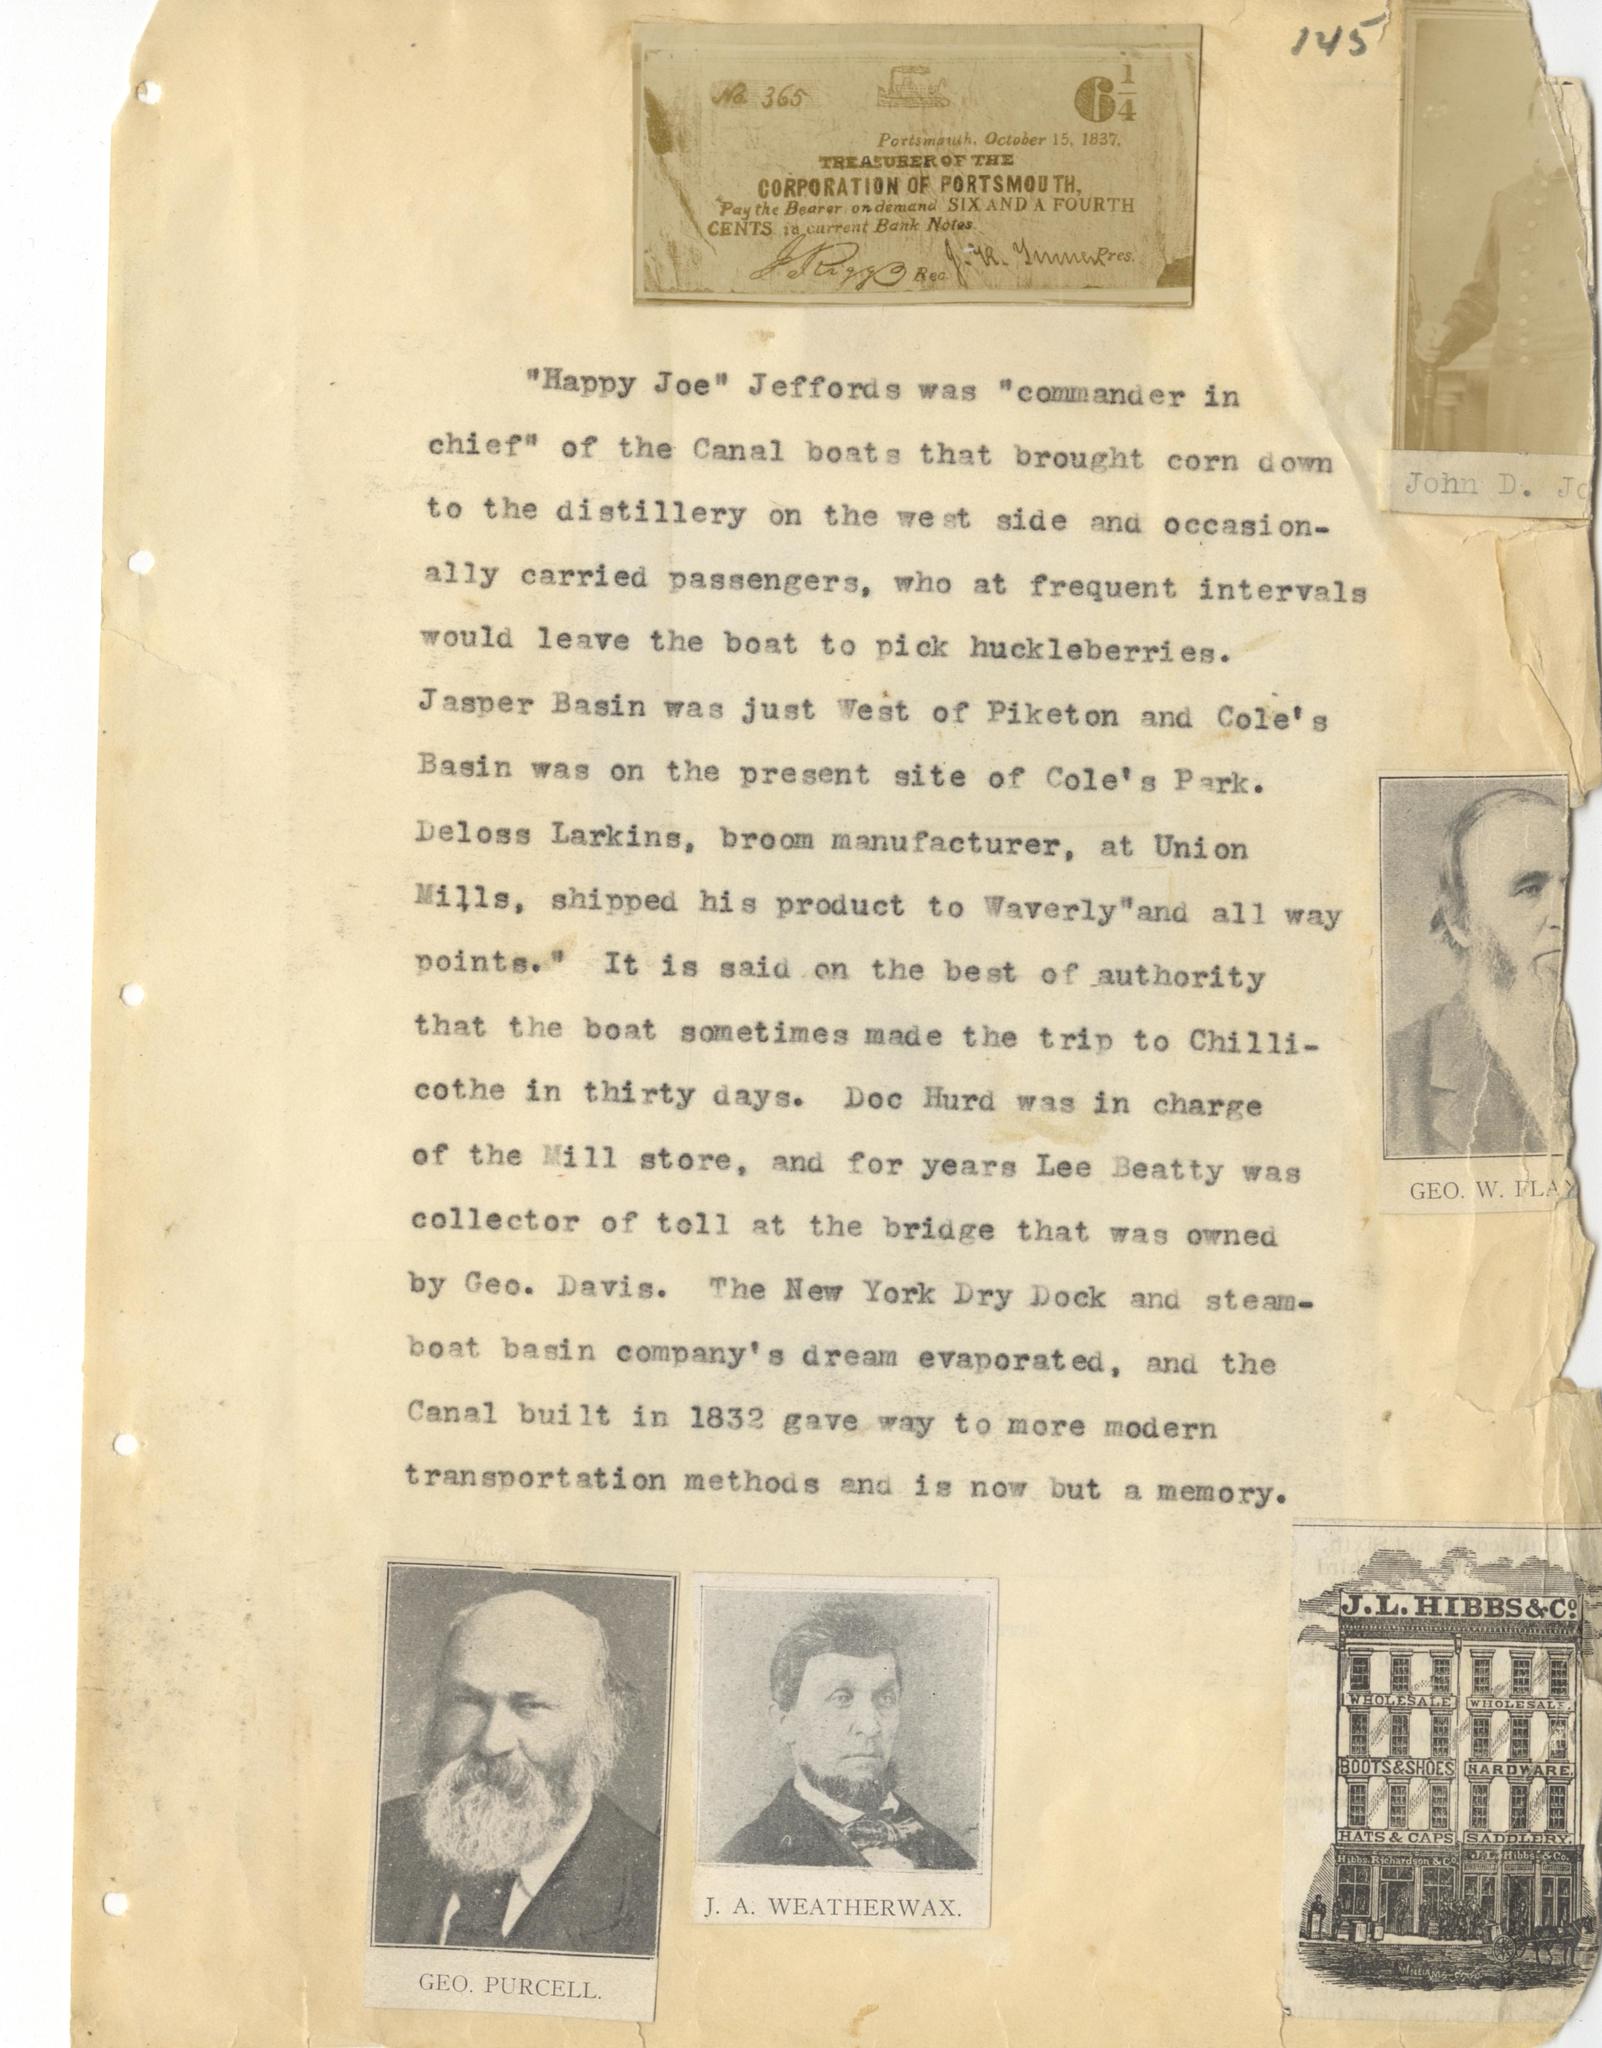 145
No. 365
6 1/4
Portsmouth, October 15, 1837.
TREASURER OF THE
CORPORATION OF PORTSMOUTH,
Pay the Bearer on demand SIX AND A FOURTH
CENTS in current Bank Notes
J Riggs Rec. J. R. Pres.
John D.
"Happy Joe" Jeffords was "commander in
chief" of the Canal boats that brought corn down
to the distillery on the west side and occasion-
ally carried passengers, who at frequent intervals
would leave the boat to pick huckleberries.
Jasper Basin was just West of Piketon and Cole's
Basin was on the present site of Cole's Park.
Deloss Larkins, broom manufacturer, at Union
Mills, shipped his product to Waverly"and all way
points." It is said on the best of authority
that the boat sometimes made the trip to Chilli-
cothe in thirty days. Doc Hurd was in charge
of the Mill store, and for years Lee Beatty was
collector of toll at the bridge that was owned
by Geo. Davis. The New York Dry Dock and steam-
boat basin company's dream evaporated, and the
Canal built in 1832 gave way to more modern
transportation methods and is now but a memory.
GEO. W.
GEO. PURCELL.
J. A. WEATHERWAX.
J.L. HIBBS & Co.
WHOLESALE WHOLESALE.
BOOTS & SHOES HARDWARE.
HATS & CAPS SADDLERY.
Hibbs, Richardson & Co. J.L. Hibbs & Co.